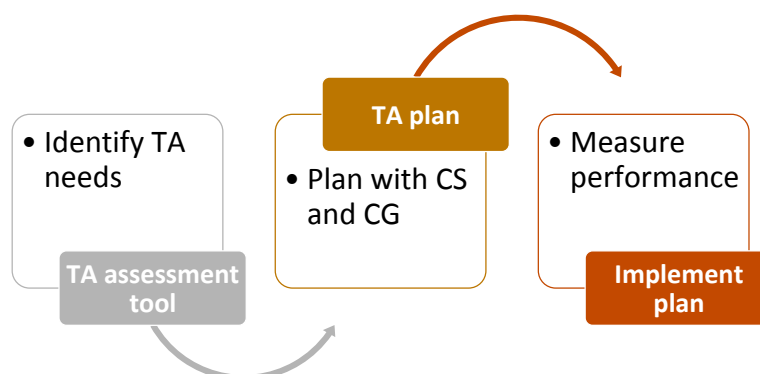 • Identify TA
needs
TA assessment
tool
TA plan
• Plan with CS
and CG
• Measure
performance
Implement
plan